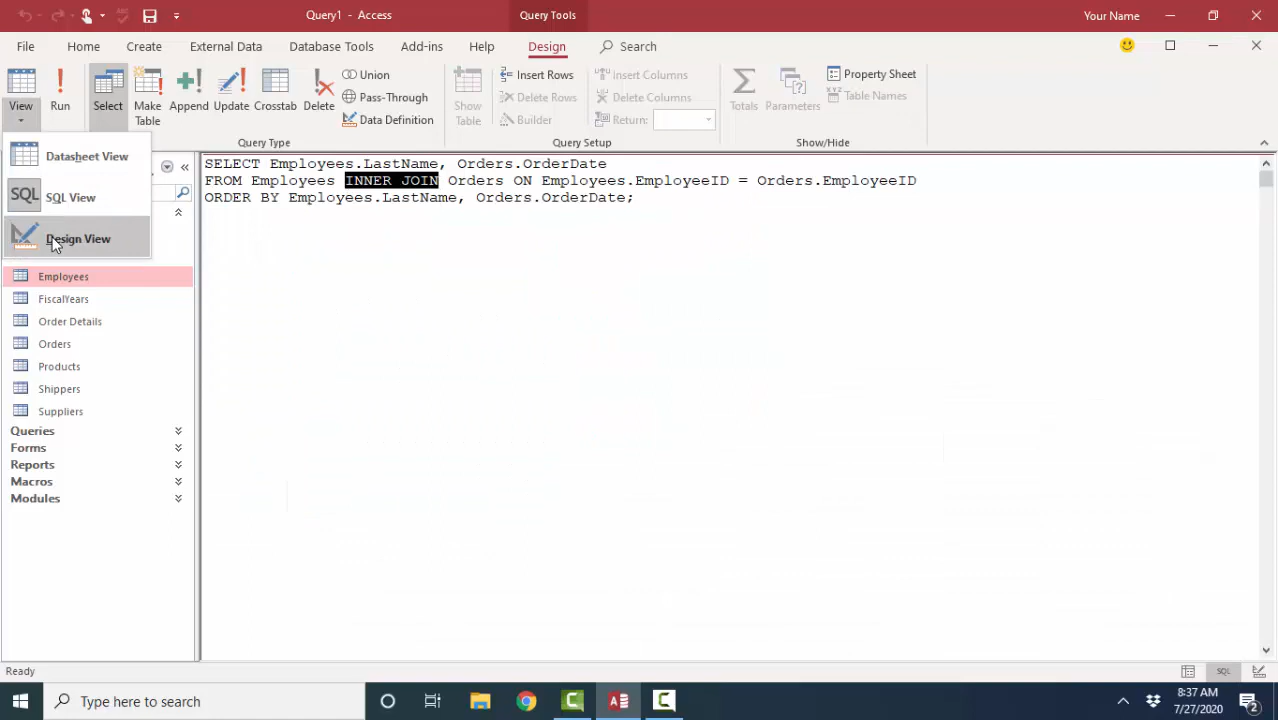 Query1 - Access
Query Tools
Your Name
File Home Create External Data Database Tools Add-ins Help Design Search
View
Run
Select
Make Table
Append
Update
Crosstab
Delete
Union
Pass-Through
Data Definition
Show Table
Insert Rows
Delete Rows
Builder
Insert Columns
Delete Columns
Return:
Totals
Parameters
Property Sheet
Table Names
XYZ
Query Type
Query Setup
Show/Hide
Datasheet View
SQL SQL View
Design View
SELECT Employees.LastName, Orders.OrderDate
FROM Employees INNER JOIN Orders ON Employees.EmployeeID = Orders.EmployeeID
ORDER BY Employees.LastName, Orders.OrderDate;
Employees
FiscalYears
Order Details
Orders
Products
Shippers
Suppliers
Queries
Forms
Reports
Macros
Modules
Ready
SQL
Type here to search
8:37 AM
7/27/2020
2